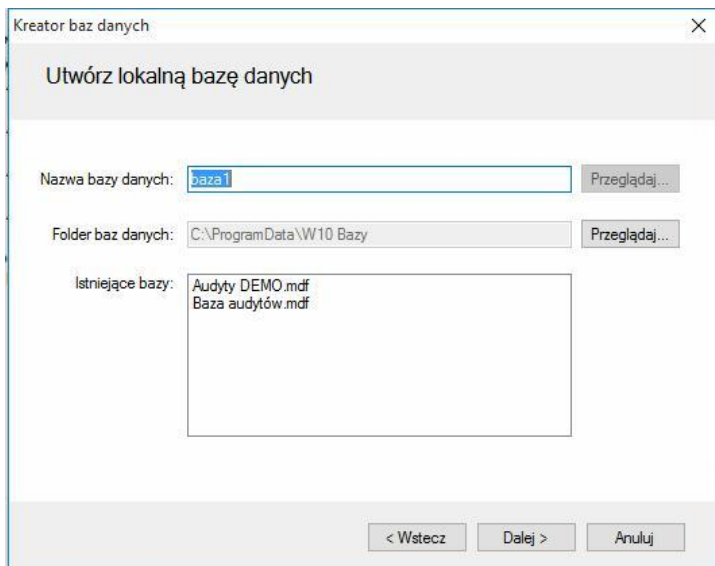 Kreator baz danych
Utwórz lokalną bazę danych
Nazwa bazy danych: baza1 Przeglądaj...
Folder baz danych: C:\ProgramData\W10 Bazy Przeglądaj...
Istniejące bazy: Audyty DEMO.mdf
Baza audytów.mdf
< Wstecz Dalej > Anuluj